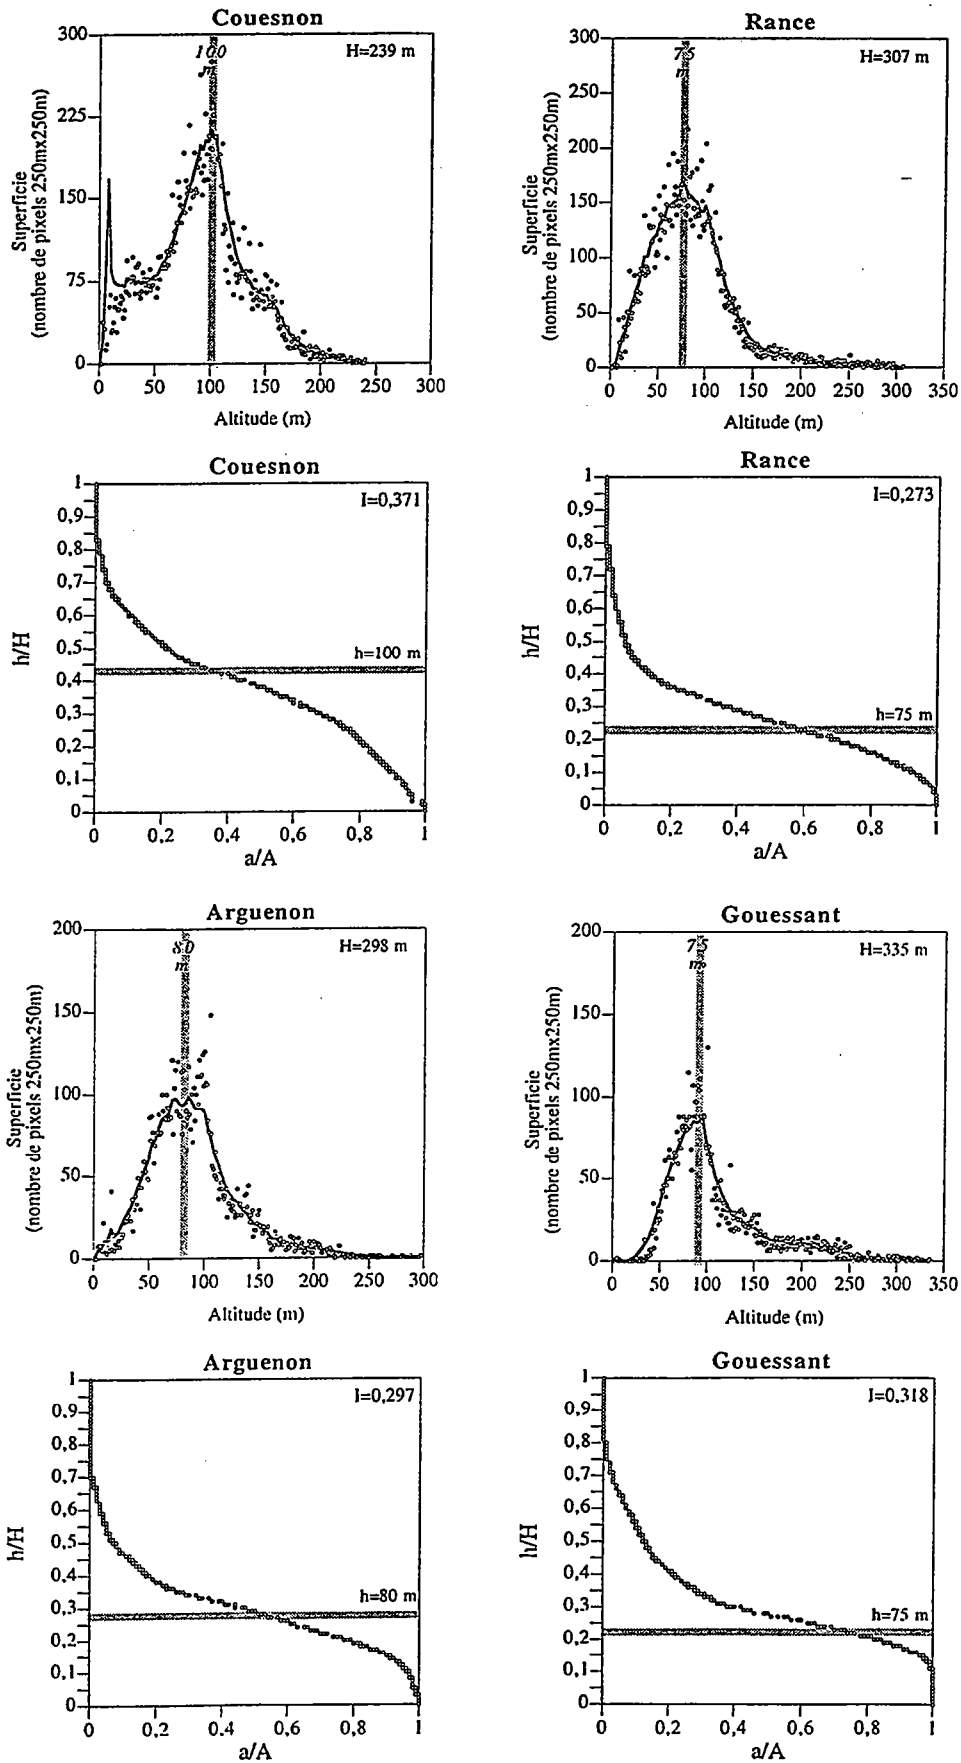 Couesnon
300
225
150
75
0
Superficie
(nombre de pixels 250mx250m)
100
m
H=239 m
0 50 100 150 200 250 300
Altitude (m)
Rance
300
250
200
150
100
50
0
Superficie
(nombre de pixels 250mx250m)
75
m
H=307 m
0 50 100 150 200 250 300 350
Altitude (m)
Couesnon
1
0,9
0,8
0,7
0,6
0,5
0,4
0,3
0,2
0,1
0
h/H
I=0,371
h=100 m
0 0,2 0,4 0,6 0,8 1
a/A
Rance
1
0,9
0,8
0,7
0,6
0,5
0,4
0,3
0,2
0,1
0
h/H
I=0,273
h=75 m
0 0,2 0,4 0,6 0,8 1
a/A
Arguenon
200
150
100
50
0
Superficie
(nombre de pixels 250mx250m)
80
m
H=298 m
0 50 100 150 200 250 300
Altitude (m)
Gouessant
200
150
100
50
0
Superficie
(nombre de pixels 250mx250m)
75
m
H=335 m
0 50 100 150 200 250 300 350
Altitude (m)
Arguenon
1
0,9
0,8
0,7
0,6
0,5
0,4
0,3
0,2
0,1
0
h/H
I=0,297
h=80 m
0 0,2 0,4 0,6 0,8 1
a/A
Gouessant
1
0,9
0,8
0,7
0,6
0,5
0,4
0,3
0,2
0,1
0
h/H
I=0,318
h=75 m
0 0,2 0,4 0,6 0,8 1
a/A